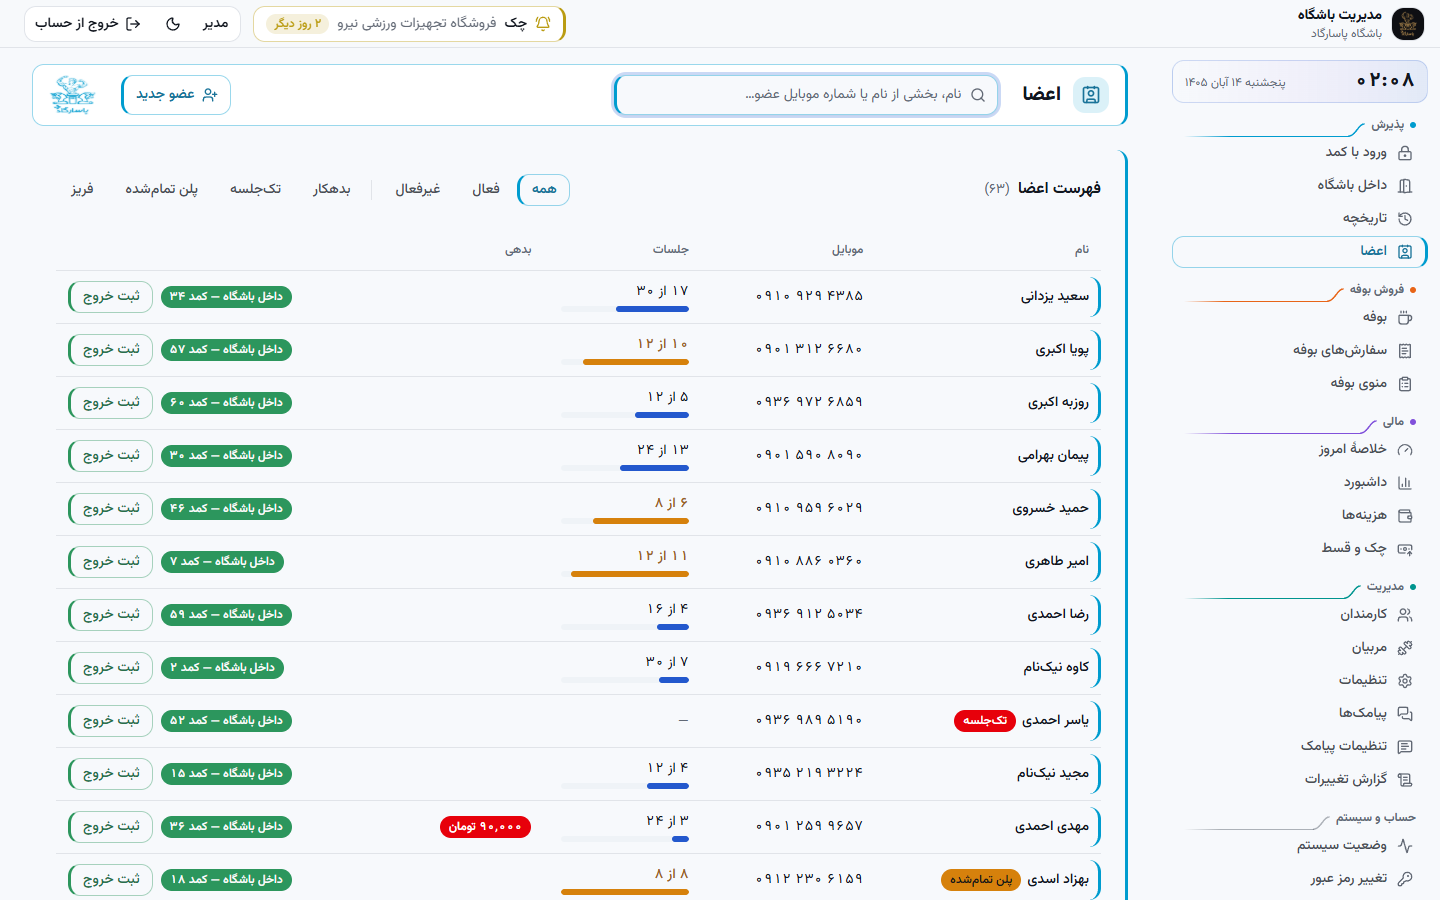 مدیریت باشگاه
باشگاه پاسارگاد
چک فروشگاه تجهیزات ورزشی نیرو ۲ روز دیگر
مدیر
خروج از حساب
۰۲:۰۸
پنجشنبه ۱۴ آبان ۱۴۰۵
پذیرش
ورود با کمد
داخل باشگاه
تاریخچه
اعضا
فروش بوفه
بوفه
سفارش‌های بوفه
منوی بوفه
مالی
خلاصهٔ امروز
داشبورد
هزینه‌ها
چک و قسط
مدیریت
کارمندان
مربیان
تنظیمات
پیامک‌ها
تنظیمات پیامک
گزارش تغییرات
حساب و سیستم
وضعیت سیستم
تغییر رمز عبور
اعضا
نام، بخشی از نام یا شماره موبایل عضو...
عضو جدید
پاسارگاد
فهرست اعضا (۶۳)
همه فعال غیرفعال بدهکار تک‌جلسه پلن تمام‌شده فریز
نام موبایل جلسات بدهی
سعید یزدانی ۰۹۱۰ ۹۲۹ ۴۳۸۵ ۱۷ از ۳۰ داخل باشگاه — کمد ۳۴ ثبت خروج
پویا اکبری ۰۹۰۱ ۳۱۲ ۶۶۸۰ ۱۰ از ۱۲ داخل باشگاه — کمد ۵۷ ثبت خروج
روزبه اکبری ۰۹۳۶ ۹۷۲ ۶۸۵۹ ۵ از ۱۲ داخل باشگاه — کمد ۶۰ ثبت خروج
پیمان بهرامی ۰۹۰۱ ۵۹۰ ۸۰۹۰ ۱۳ از ۲۴ داخل باشگاه — کمد ۳۰ ثبت خروج
حمید خسروی ۰۹۱۰ ۹۵۹ ۶۰۲۹ ۶ از ۸ داخل باشگاه — کمد ۴۶ ثبت خروج
امیر طاهری ۰۹۱۰ ۸۸۶ ۰۳۶۰ ۱۱ از ۱۲ داخل باشگاه — کمد ۷ ثبت خروج
رضا احمدی ۰۹۳۶ ۹۱۲ ۵۰۳۴ ۴ از ۱۶ داخل باشگاه — کمد ۵۹ ثبت خروج
کاوه نیک‌نام ۰۹۱۹ ۶۶۶ ۷۲۱۰ ۷ از ۳۰ داخل باشگاه — کمد ۲ ثبت خروج
یاسر احمدی تک‌جلسه ۰۹۳۶ ۹۸۹ ۵۱۹۰ — داخل باشگاه — کمد ۵۲ ثبت خروج
مجید نیک‌نام ۰۹۳۵ ۲۱۹ ۳۲۲۴ ۴ از ۱۲ داخل باشگاه — کمد ۱۵ ثبت خروج
مهدی احمدی ۰۹۰۱ ۲۵۹ ۹۶۵۷ ۳ از ۲۴ ۹۰,۰۰۰ تومان داخل باشگاه — کمد ۳۶ ثبت خروج
بهزاد اسدی پلن تمام‌شده ۰۹۱۲ ۲۳۰ ۶۱۵۹ ۸ از ۸ داخل باشگاه — کمد ۱۸ ثبت خروج